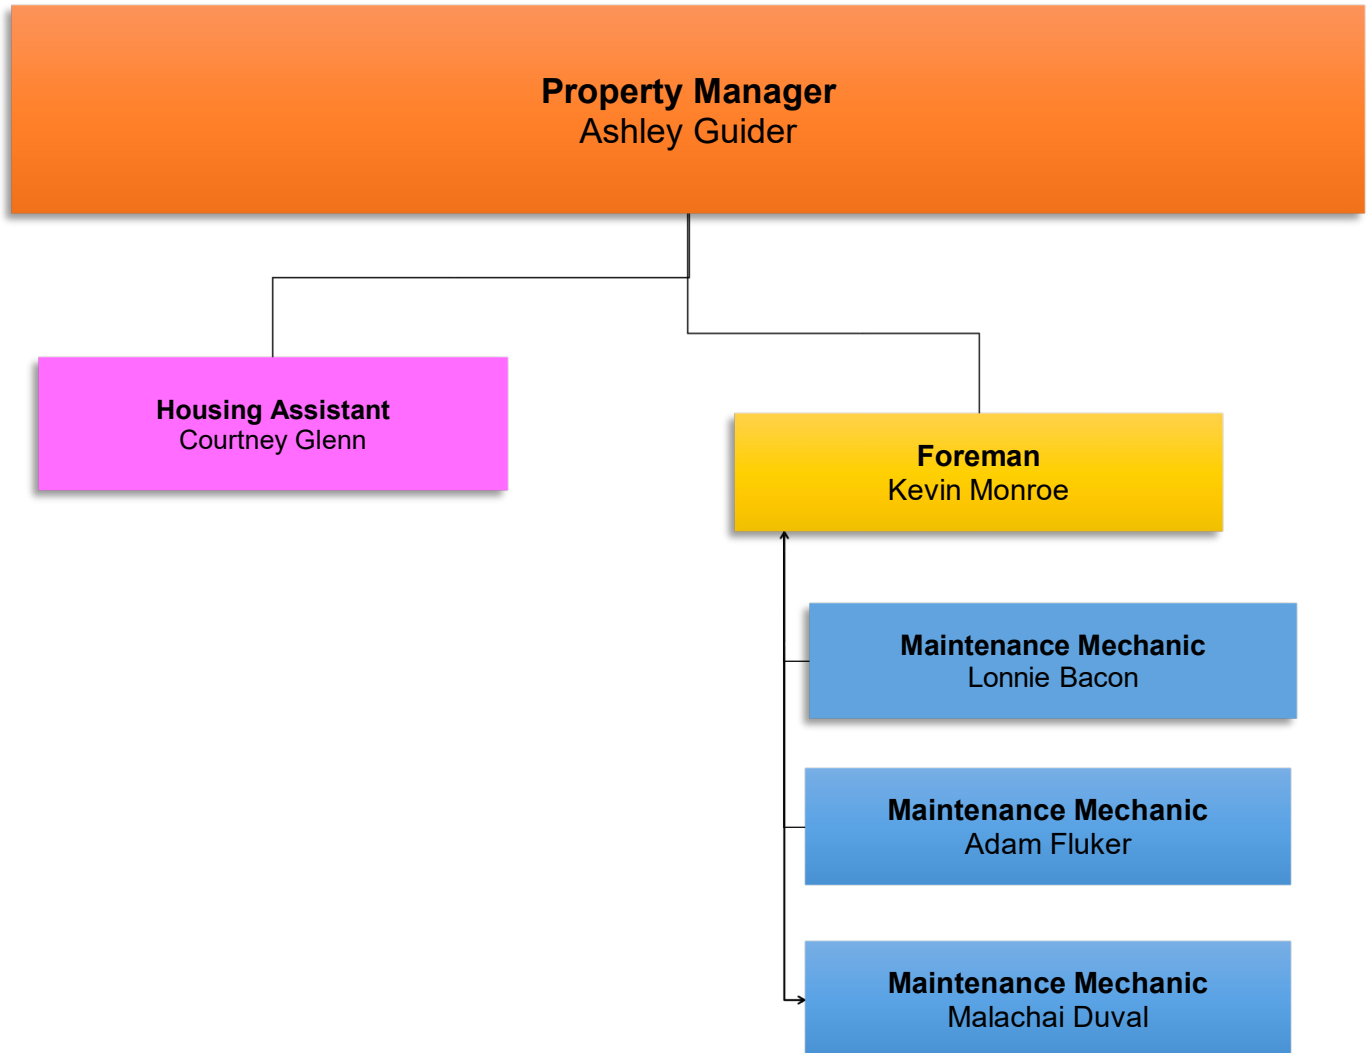 Property Manager
Ashley Guider
Housing Assistant
Courtney Glenn
Foreman
Kevin Monroe
Maintenance Mechanic
Lonnie Bacon
Maintenance Mechanic
Adam Fluker
Maintenance Mechanic
Malachai Duval